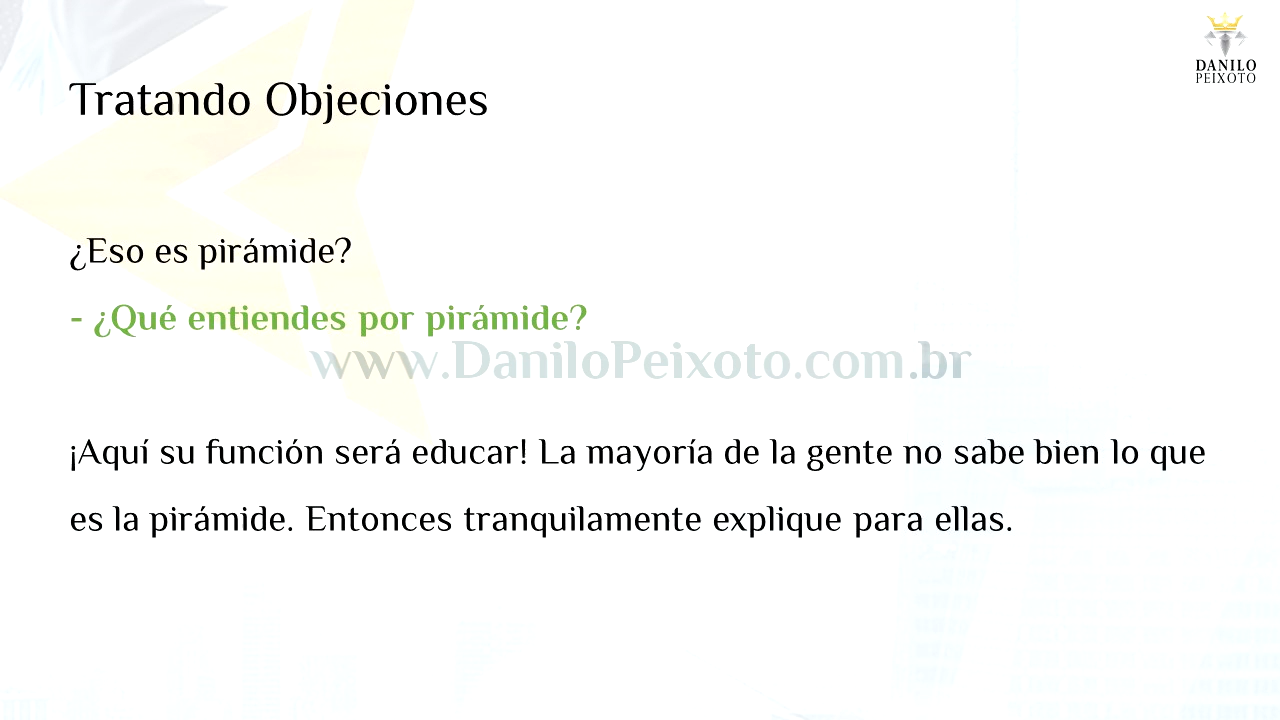 DANILO
PEIXOTO
Tratando Objeciones
¿Eso es pirámide?
- ¿Qué entiendes por pirámide?
www.DaniloPeixoto.com.br
¡Aquí su función será educar! La mayoría de la gente no sabe bien lo que
es la pirámide. Entonces tranquilamente explique para ellas.